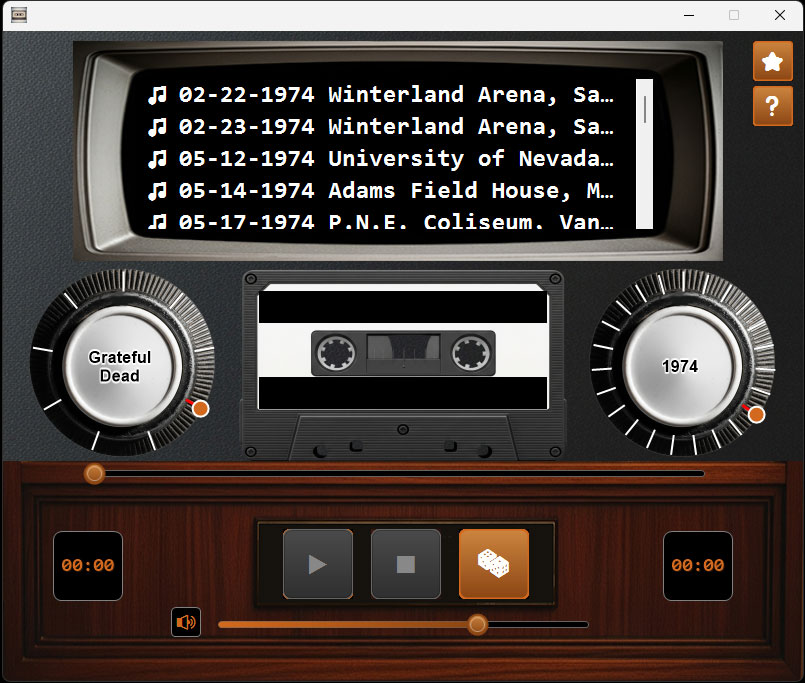 ?
02-22-1974 Winterland Arena, Sa…
02-23-1974 Winterland Arena, Sa…
05-12-1974 University of Nevada…
05-14-1974 Adams Field House, M…
05-17-1974 P.N.E. Coliseum, Van…
Grateful
Dead
1974
00:00
00:00